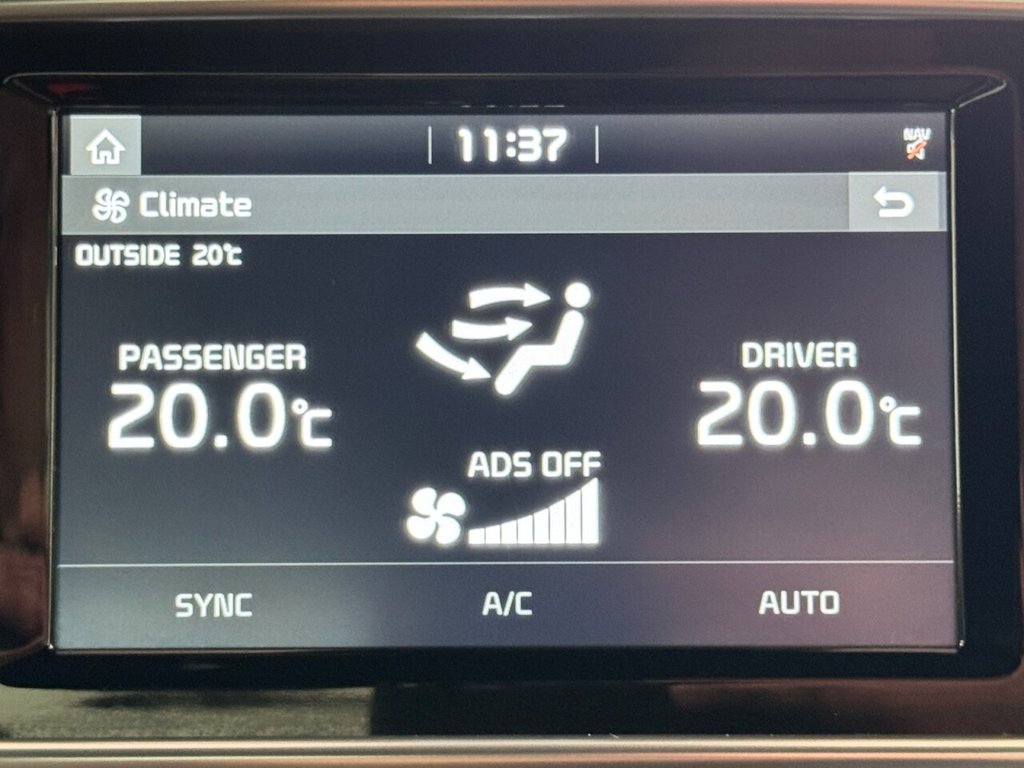 11:37
NAV
Climate
OUTSIDE 20℃
PASSENGER
20.0℃
DRIVER
20.0℃
ADS OFF
SYNC
A/C
AUTO